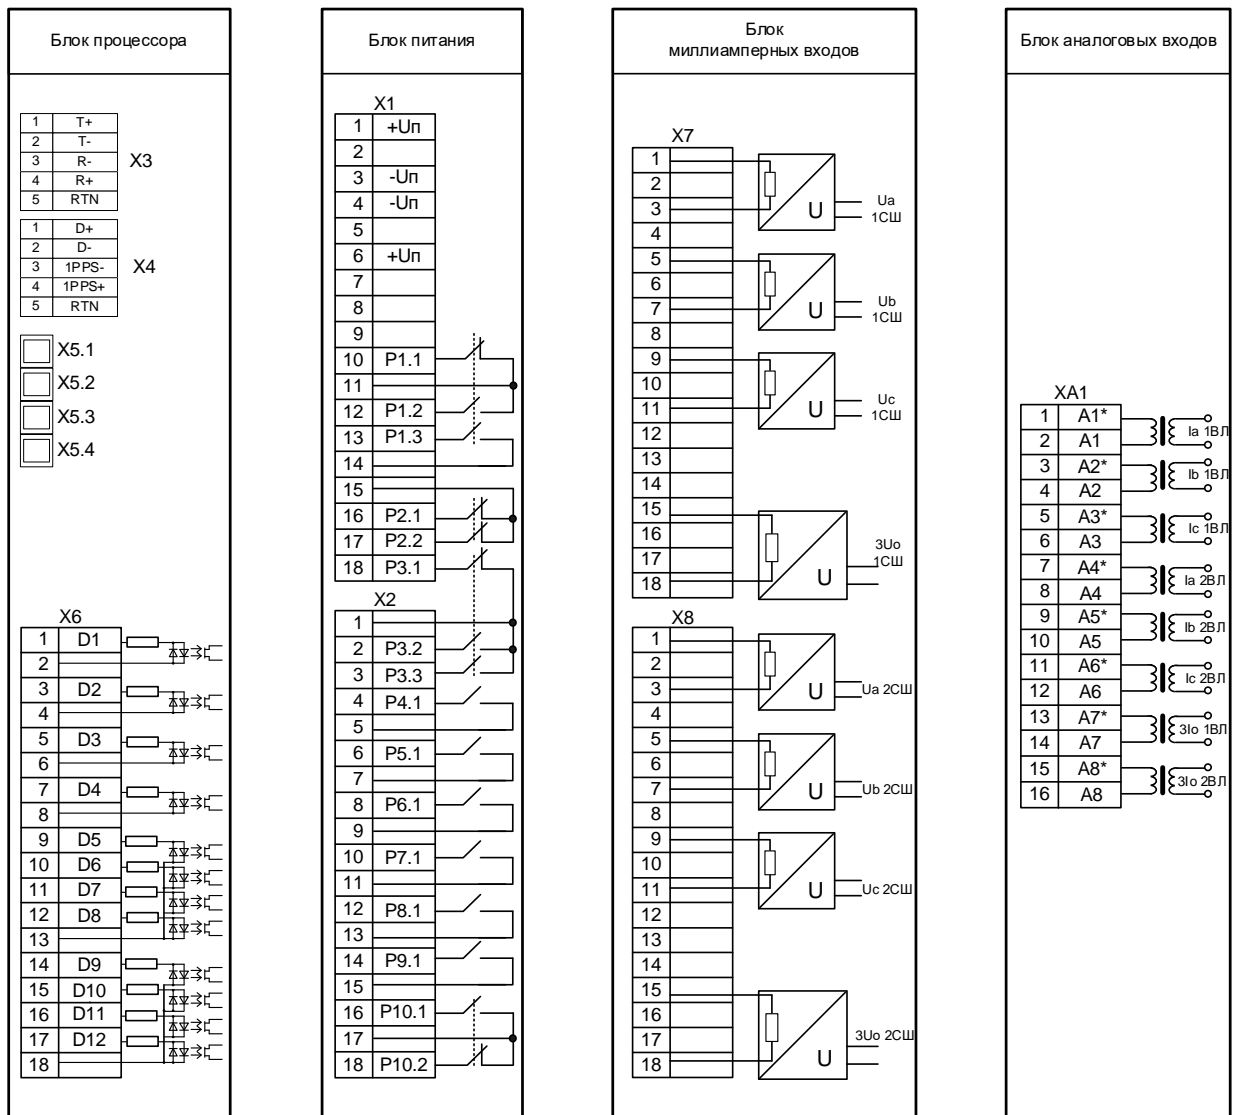 Блок процессора
1 T+
2 T-
3 R-
4 R+
5 RTN
X3
1 D+
2 D-
3 1PPS-
4 1PPS+
5 RTN
X4
X5.1
X5.2
X5.3
X5.4
X6
1 D1
2
3 D2
4
5 D3
6
7 D4
8
9 D5
10 D6
11 D7
12 D8
13
14 D9
15 D10
16 D11
17 D12
18
Блок питания
X1
1 +Uп
2
3 -Uп
4 -Uп
5
6 +Uп
7
8
9
10 P1.1
11
12 P1.2
13 P1.3
14
15
16 P2.1
17 P2.2
18 P3.1
X2
1
2 P3.2
3 P3.3
4 P4.1
5
6 P5.1
7
8 P6.1
9
10 P7.1
11
12 P8.1
13
14 P9.1
15
16 P10.1
17
18 P10.2
Блок
миллиамперных входов
X7
1
2
3
4
5
6
7
8
9
10
11
12
13
14
15
16
17
18
U
Ua
1СШ
U
Ub
1СШ
U
Uc
1СШ
U
3Uo
1СШ
X8
1
2
3
4
5
6
7
8
9
10
11
12
13
14
15
16
17
18
U
Ua 2СШ
U
Ub 2СШ
U
Uc 2СШ
U
3Uo 2СШ
Блок аналоговых входов
XA1
1 A1*
2 A1
3 A2*
4 A2
5 A3*
6 A3
7 A4*
8 A4
9 A5*
10 A5
11 A6*
12 A6
13 A7*
14 A7
15 A8*
16 A8
Ia 1ВЛ
Ib 1ВЛ
Ic 1ВЛ
Ia 2ВЛ
Ib 2ВЛ
Ic 2ВЛ
3Io 1ВЛ
3Io 2ВЛ